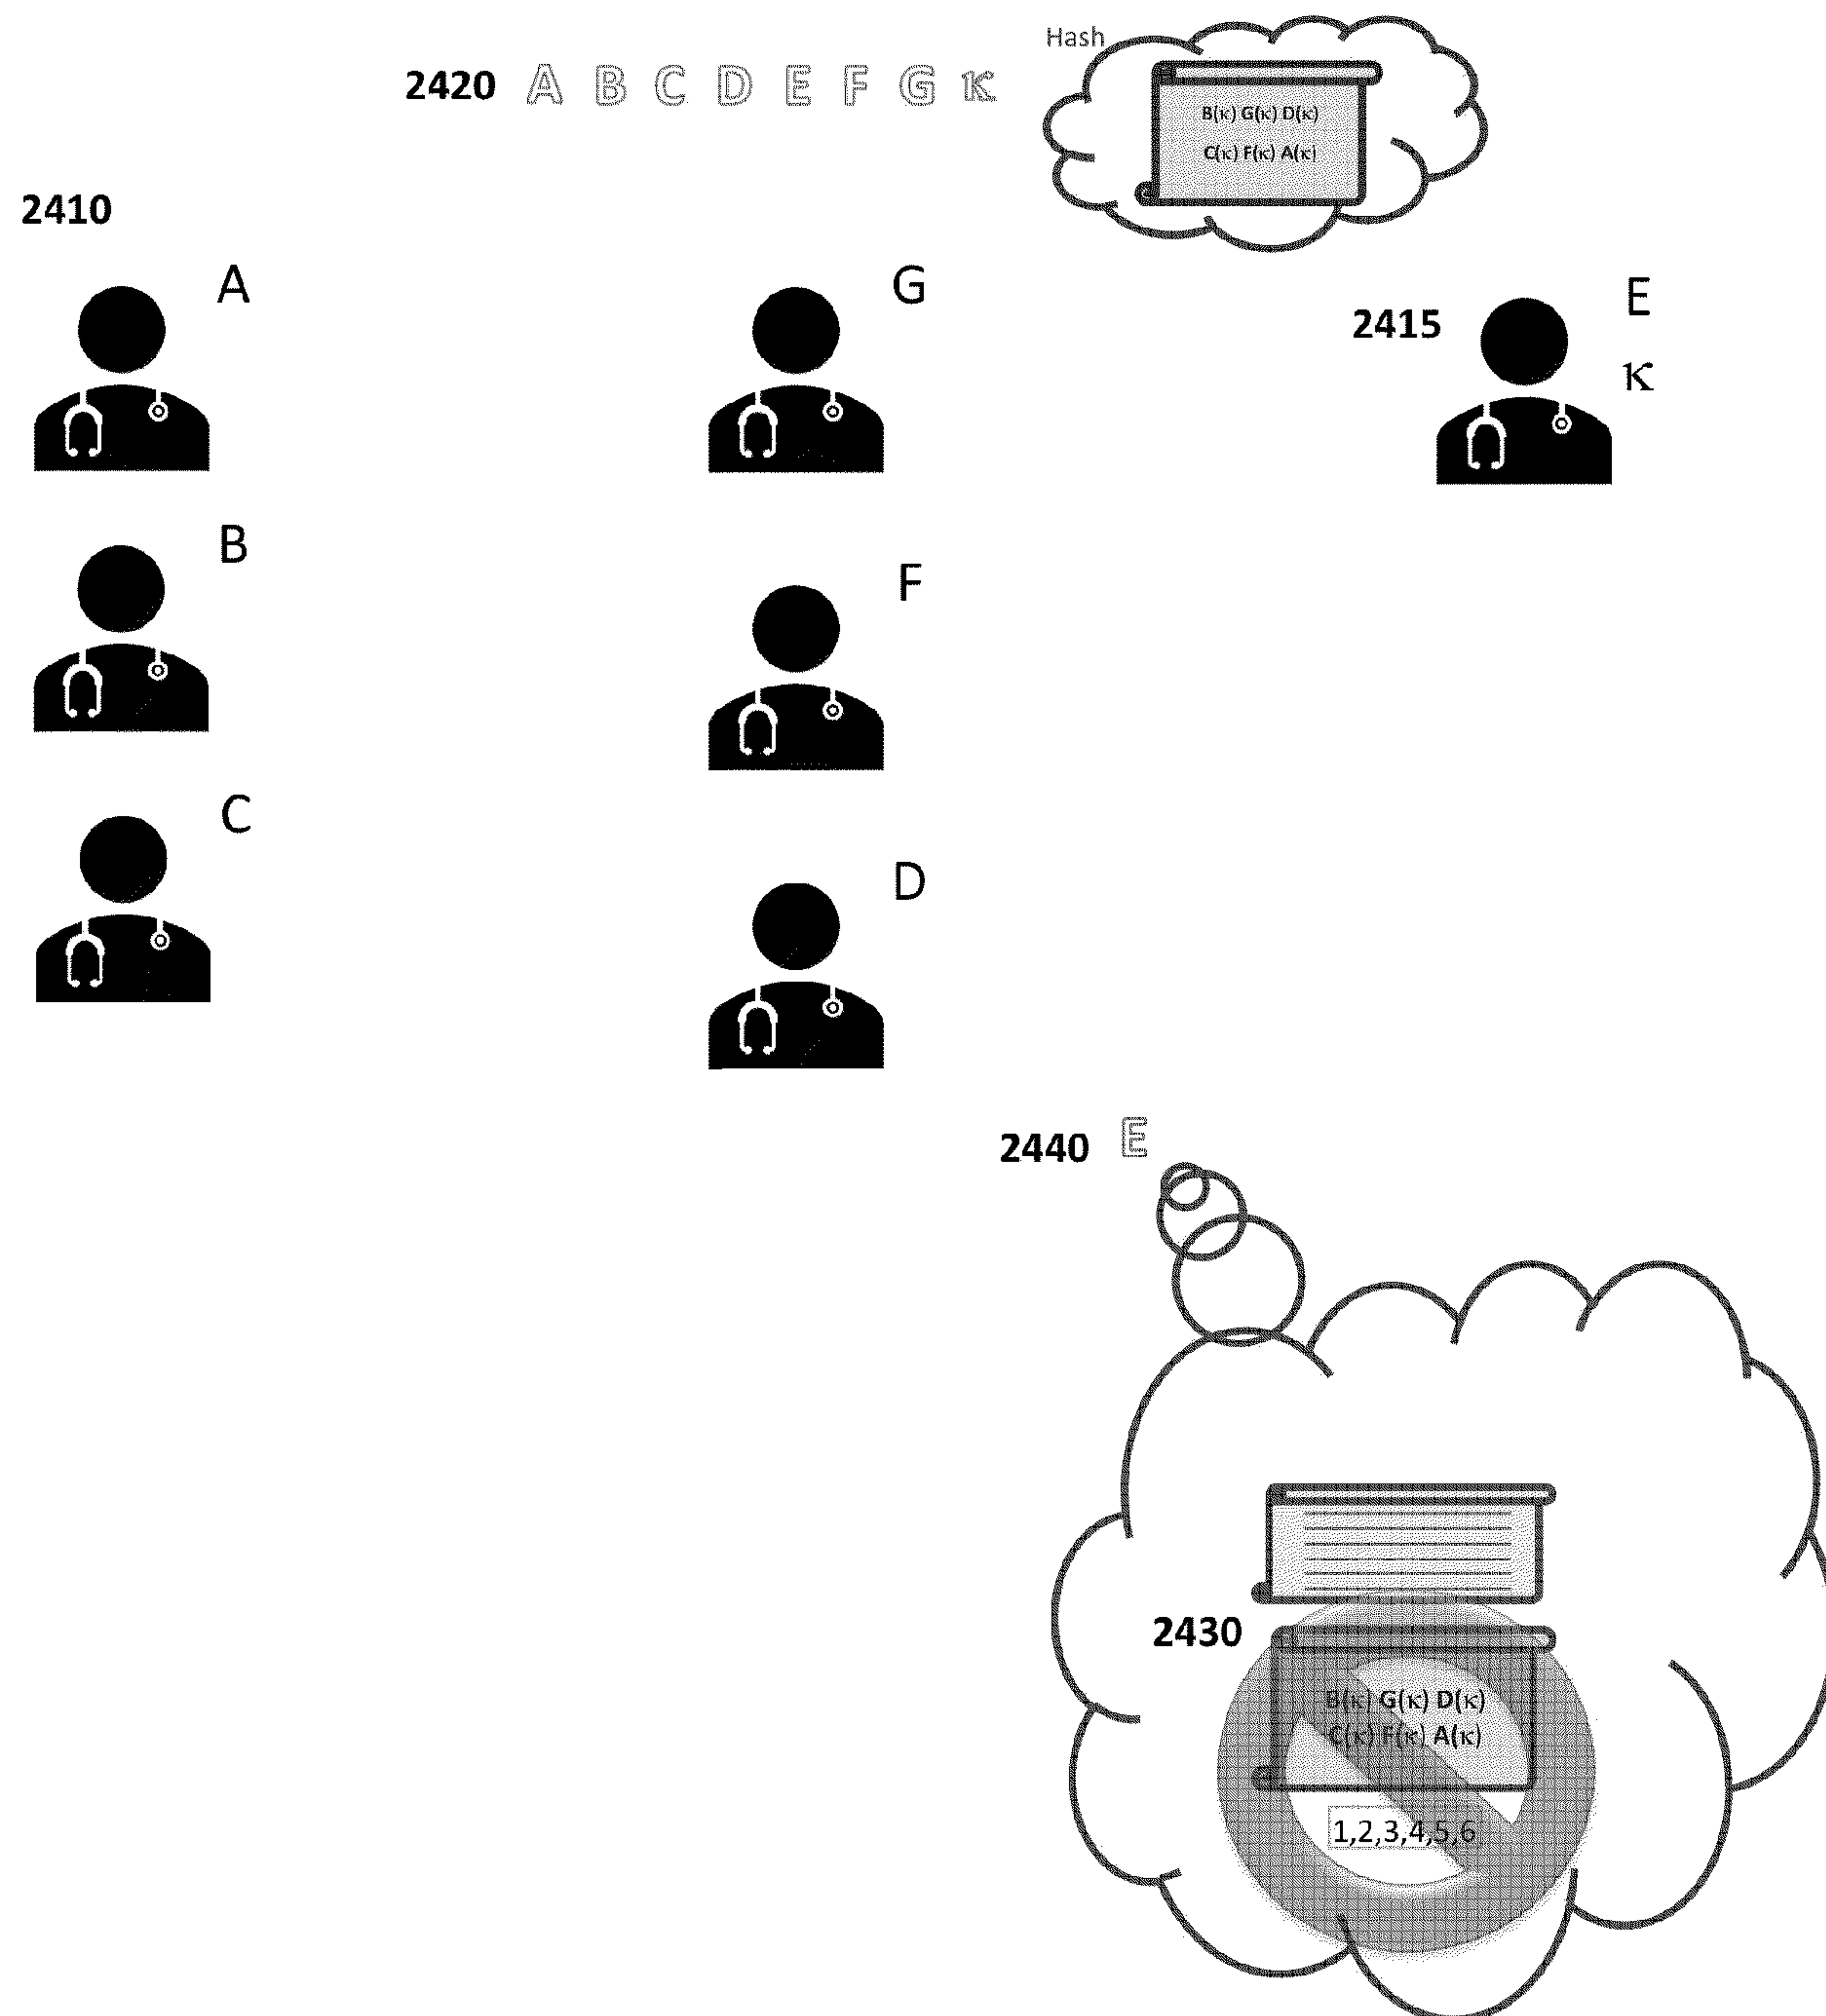 Hash
2420 A B C D E F G κ
B(κ) G(κ) D(κ)
C(κ) F(κ) A(κ)
2410
A
G
2415
E
κ
B
F
C
D
2440 E
2430
B(κ) G(κ) D(κ)
C(κ) F(κ) A(κ)
1,2,3,4,5,6